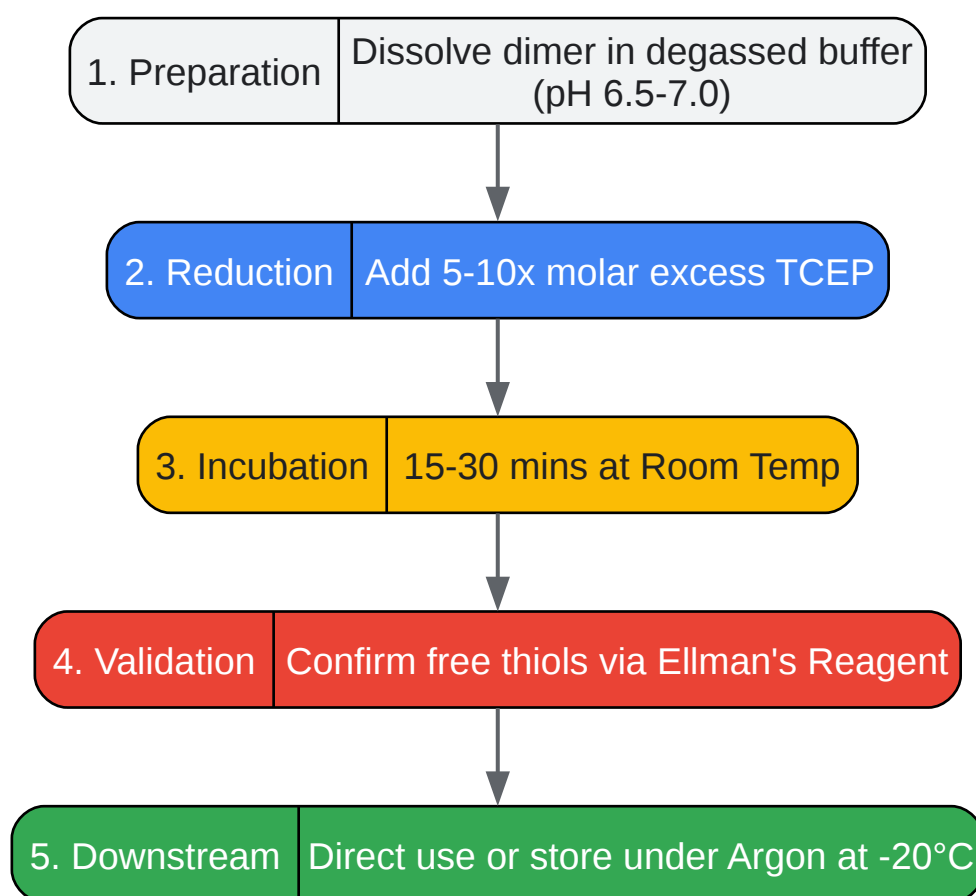 1. Preparation
Dissolve dimer in degassed buffer
(pH 6.5-7.0)
2. Reduction
Add 5-10x molar excess TCEP
3. Incubation
15-30 mins at Room Temp
4. Validation
Confirm free thiols via Ellman's Reagent
5. Downstream
Direct use or store under Argon at -20°C